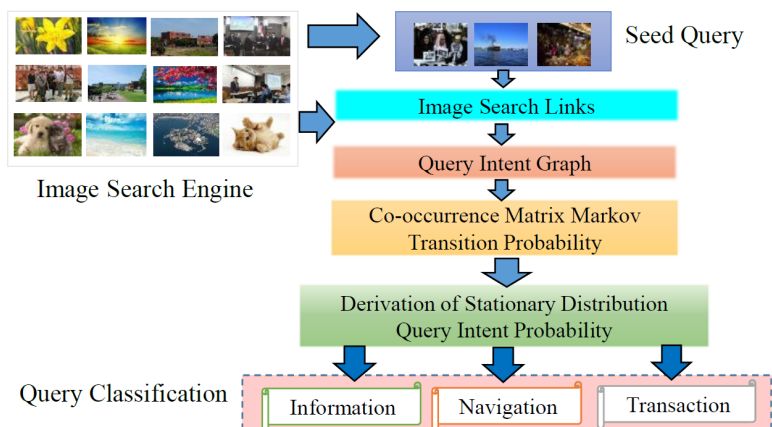 Seed Query
Image Search Links
Image Search Engine
Query Intent Graph
Co-occurrence Matrix Markov
Transition Probability
Derivation of Stationary Distribution
Query Intent Probability
Query Classification
Information
Navigation
Transaction